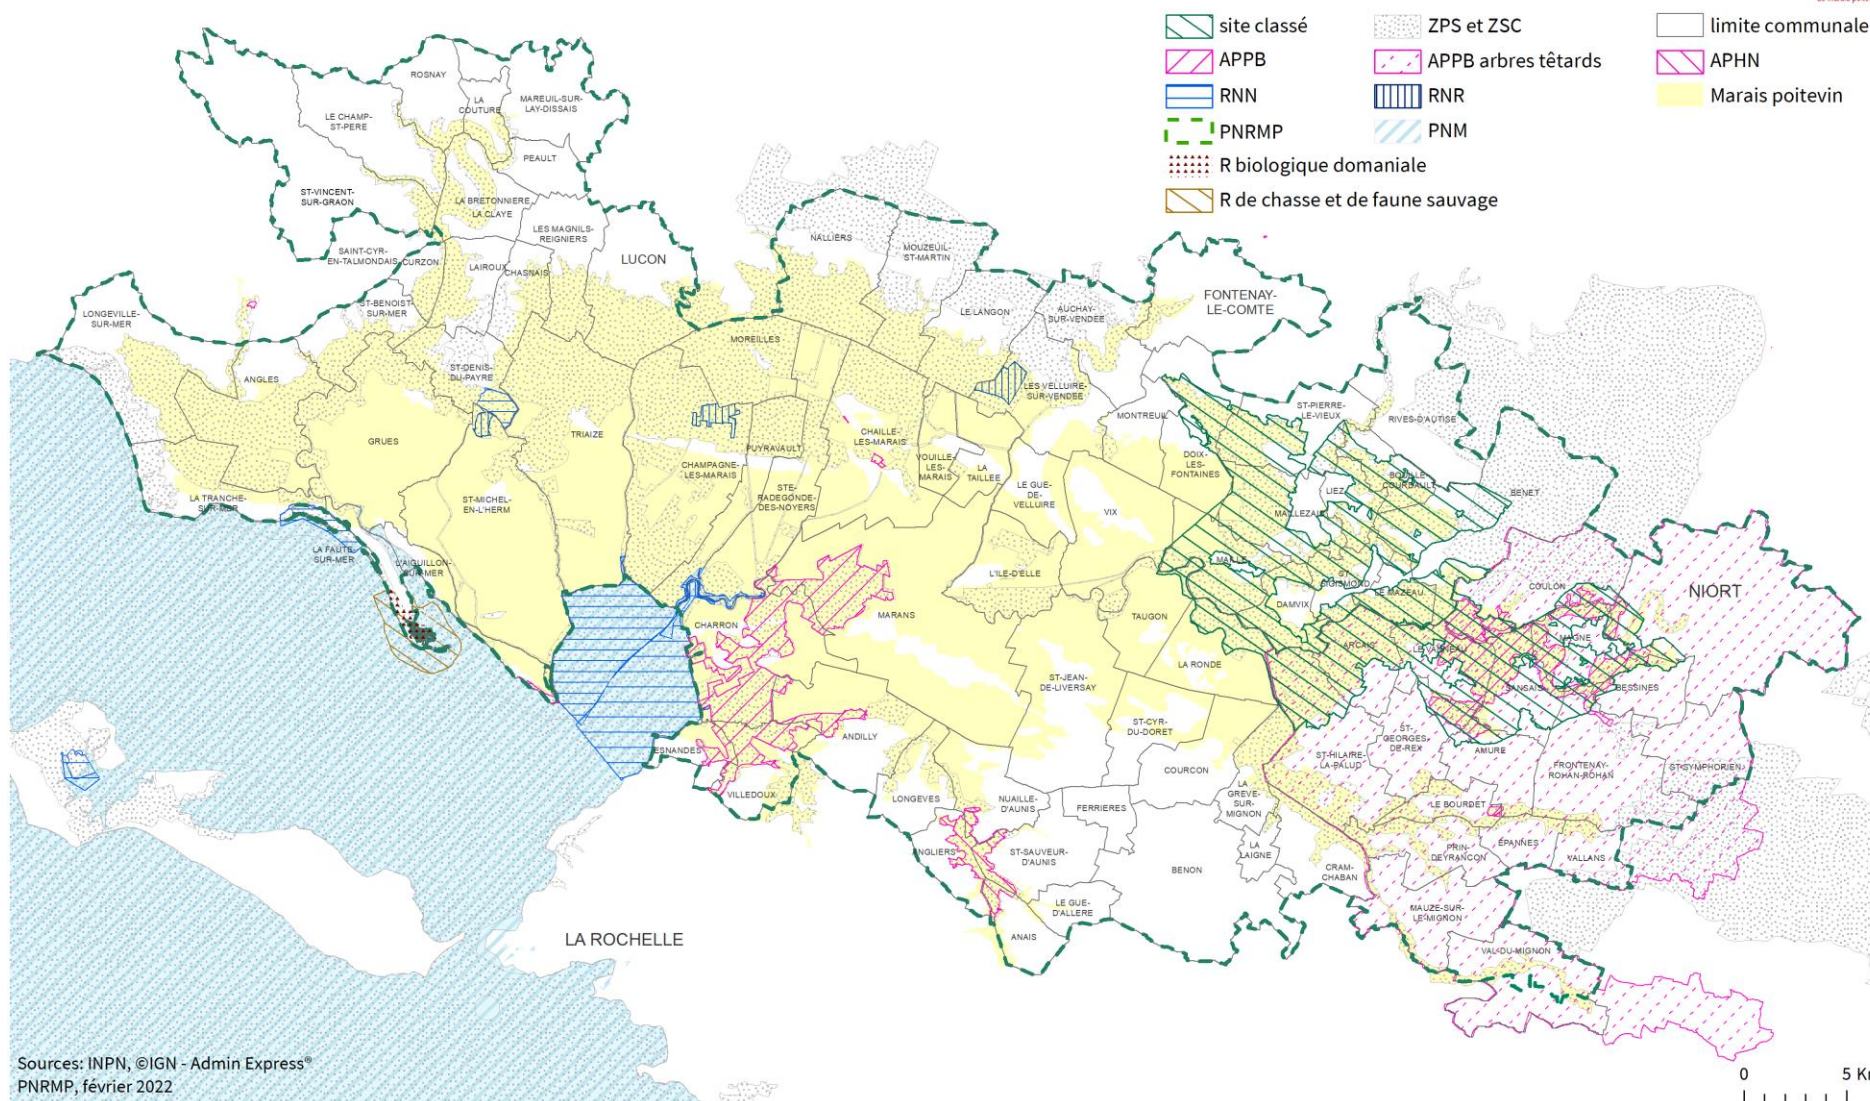 site classé
ZPS et ZSC
limite communale
APPB
APPB arbres têtards
APHN
RNN
RNR
Marais poitevin
PNRMP
PNM
R biologique domaniale
R de chasse et de faune sauvage
ROSNAY
LA
COUTURE
MAREUIL-SUR-
LAY-DISSAIS
LE CHAMP-
ST-PERE
PEAULT
ST-VINCENT-
SUR-GRAON
LA BRETONNIERE
LA CLAYE
LES MAGNILS-
REIGNIERS
SAINT-CYR-
EN-TALMONDAIS
CURZON
LAIROUX
CHASNAIS
LUCON
NALLIERS
MOUZEUIL-
ST-MARTIN
LONGEVILLE-
SUR-MER
ST-BENOIST-
SUR-MER
LE LANGON
AUCHAY-
SUR-VENDEE
FONTENAY-
LE-COMTE
MOREILLES
ANGLES
ST-DENIS-
DU-PAYRE
LES VELLUIRE-
SUR-VENDEE
ST-PIERRE-
LE-VIEUX
RIVES-D'AUTISE
MONTREUIL
GRUES
TRIAIZE
CHAILLE-
LES-MARAIS
PUYRAVAULT
CHAMPAGNE-
LES-MARAIS
VOUILLE-
LES-
MARAIS
LA
TAILLEE
DOIX-
LES-
FONTAINES
BOUILLE-
COURDAULT
BENET
LIEZ
LA TRANCHE-
SUR-MER
ST-MICHEL-
EN-L'HERM
STE-
RADEGONDE-
DES-NOYERS
LE GUE-
DE-
VELLUIRE
VIX
MAILLEZAIS
LA FAUTE-
SUR-MER
L'AIGUILLON-
SUR-MER
L'ILE-D'ELLE
MAILLE
ST-
SIGISMOND
LE MAZEAU
COULON
NIORT
DAMVIX
CHARRON
MARANS
TAUGON
MAGNE
ARCAIS
LE VANNEAU
LA RONDE
ST-JEAN-
DE-LIVERSAY
SANSAIS
BESSINES
ST-CYR-
DU-DORET
ESNANDES
ANDILLY
ST-
GEORGES-
DE-REX
AMURE
ST-HILAIRE-
LA-PALUD
FRONTENAY-
ROHAN-ROHAN
ST-SYMPHORIEN
COURCON
VILLEDOUX
LONGEVES
NUAILLE-
D'AUNIS
FERRIERES
LA
GREVE-
SUR-
MIGNON
LE BOURDET
ANGLIERS
ST-SAUVEUR-
D'AUNIS
LA
LAIGNE
PRIN-
DEYRANCON
ÉPANNES
VALLANS
BENON
CRAM-
CHABAN
LE GUE-
D'ALLERE
MAUZE-SUR-
LE-MIGNON
ANAIS
LA ROCHELLE
VAL-DU-MIGNON
Sources: INPN, ©IGN - Admin Express®
PNRMP, février 2022
0 5 K